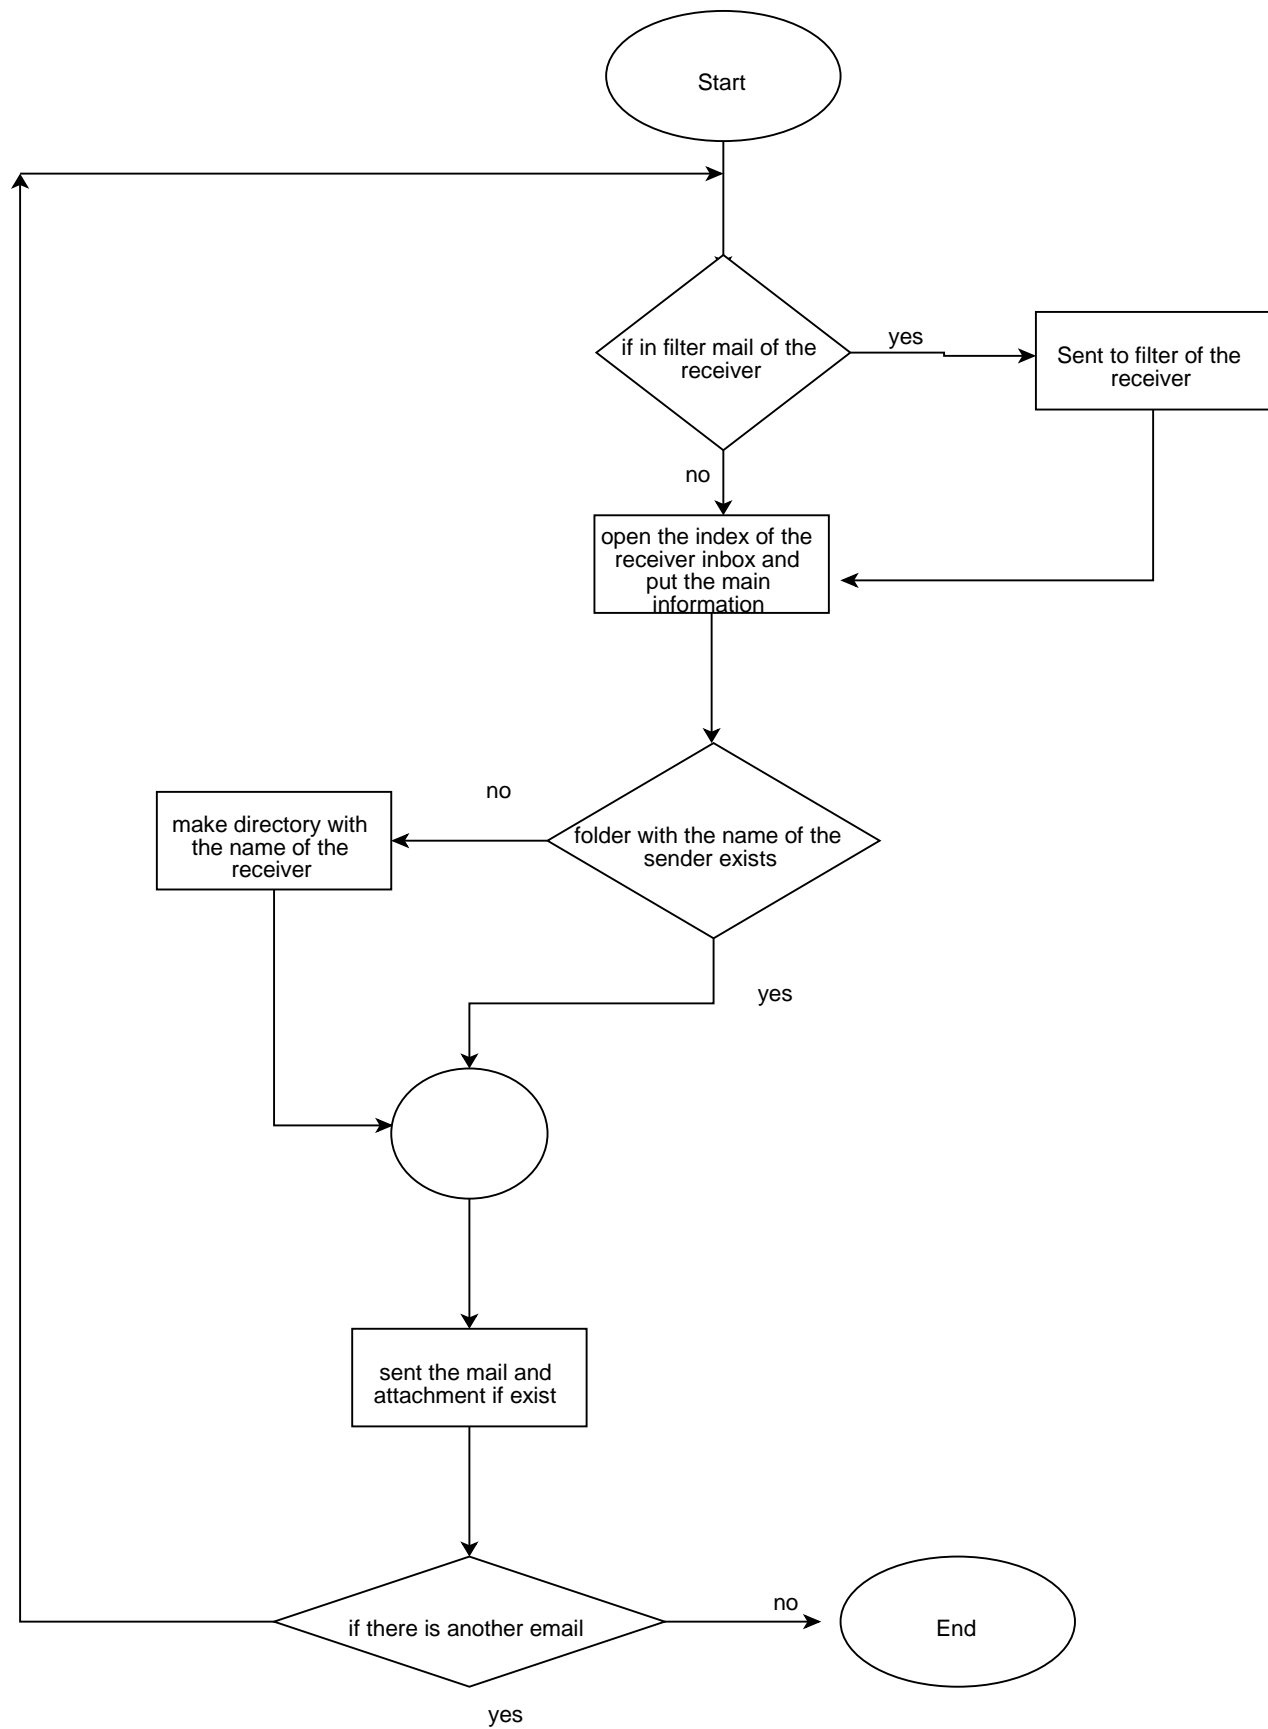 Start
if in filter mail of the
receiver
yes
Sent to filter of the
receiver
no
open the index of the
receiver inbox and
put the main
information
no
make directory with
the name of the
receiver
folder with the name of the
sender exists
yes
sent the mail and
attachment if exist
if there is another email
no
End
yes